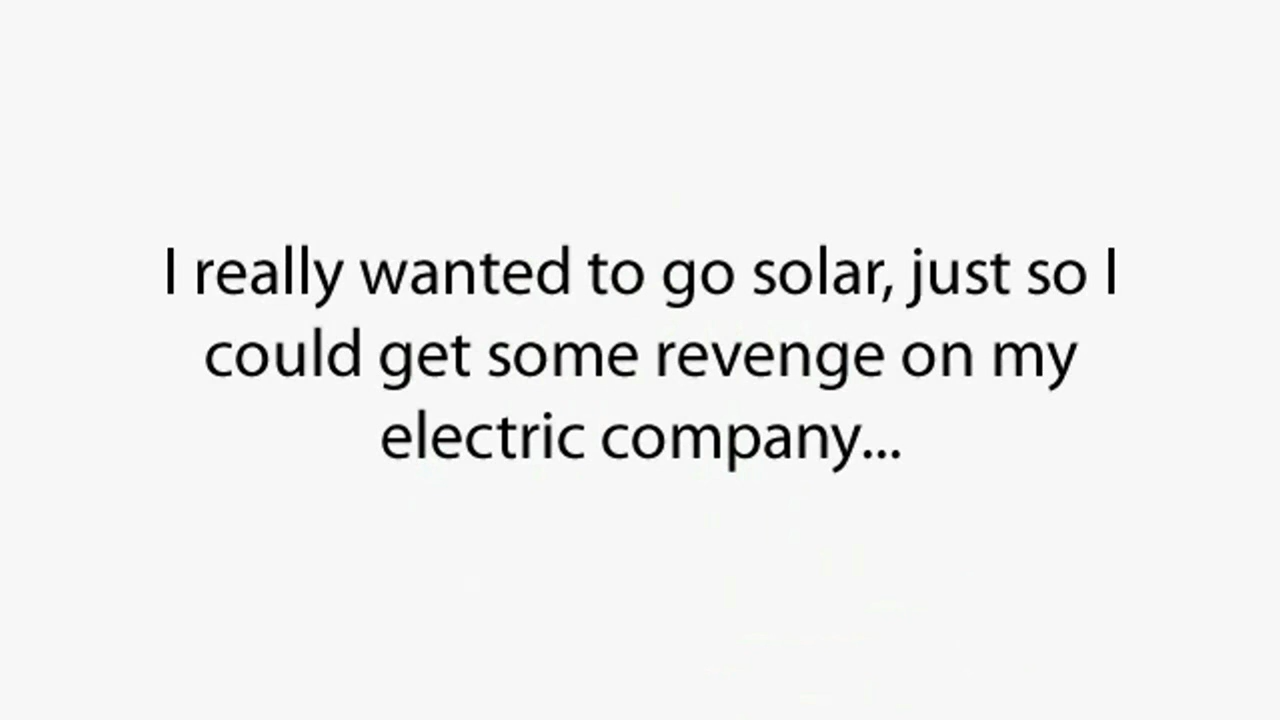 I really wanted to go solar, just so I
could get some revenge on my
electric company...